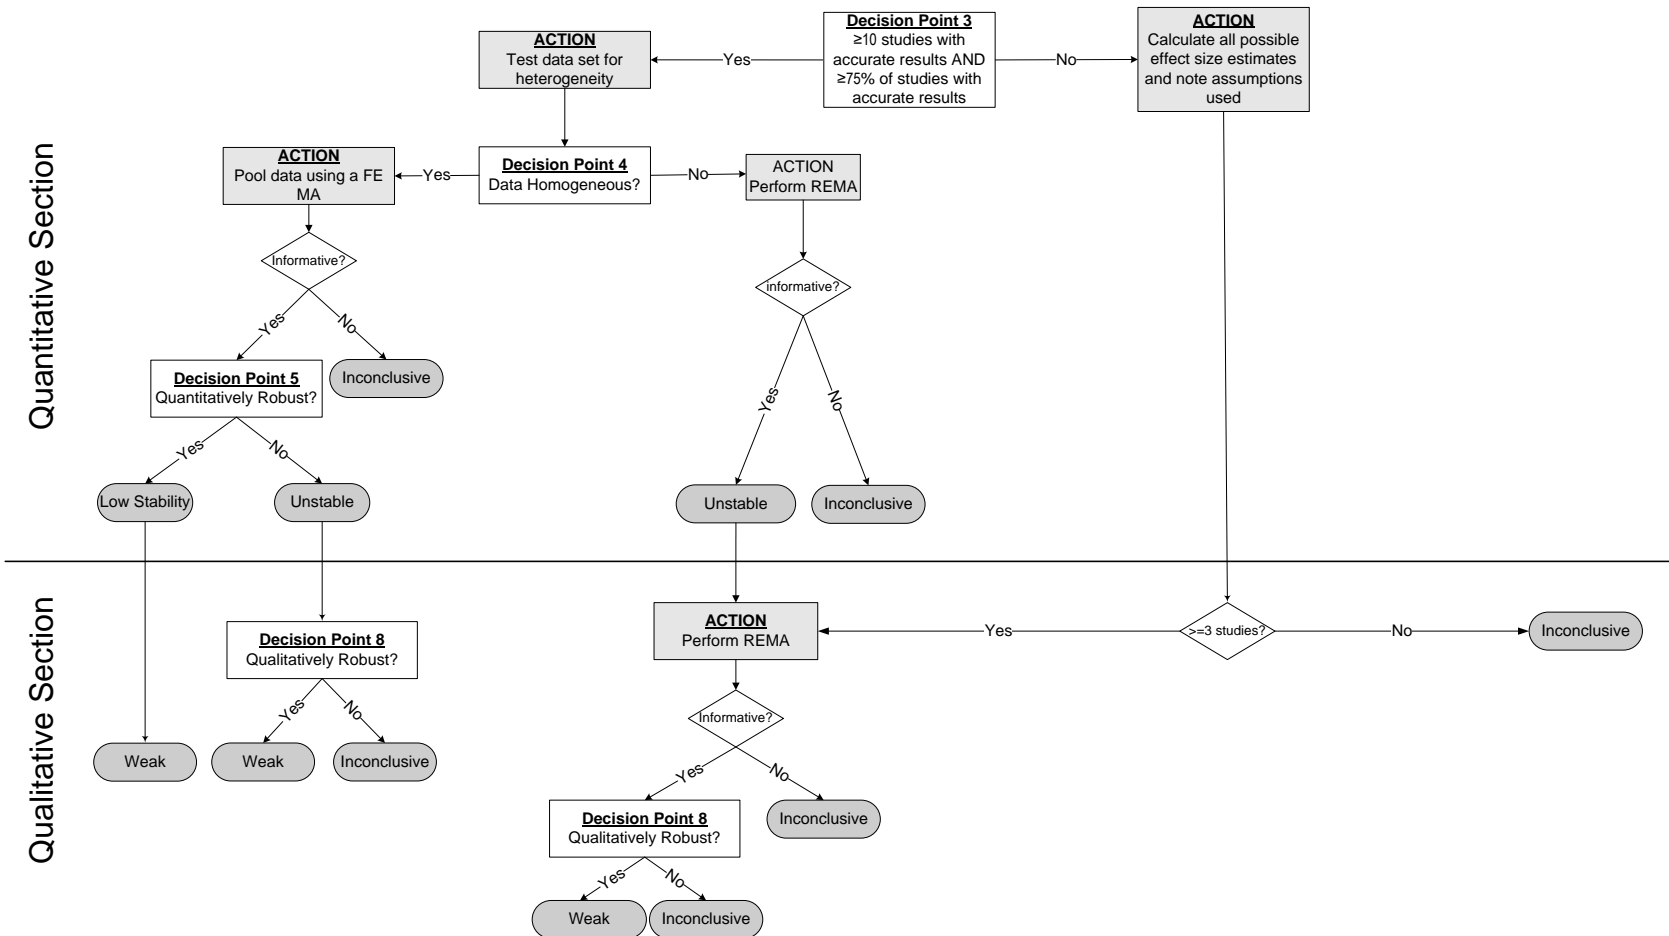 Decision Point 3
≥10 studies with
accurate results AND
≥75% of studies with
accurate results
Yes
No
ACTION
Test data set for
heterogeneity
ACTION
Calculate all possible
effect size estimates
and note assumptions
used
Quantitative Section
Decision Point 4
Data Homogeneous?
Yes
No
ACTION
Pool data using a FE
MA
ACTION
Perform REMA
Informative?
Yes
No
Decision Point 5
Quantitatively Robust?
Inconclusive
Yes
No
Low Stability
Unstable
informative?
Yes
No
Unstable
Inconclusive
Qualitative Section
Decision Point 8
Qualitatively Robust?
Yes
No
Weak
Weak
Inconclusive
ACTION
Perform REMA
Yes
>=3 studies?
No
Inconclusive
Informative?
Yes
No
Decision Point 8
Qualitatively Robust?
Inconclusive
Yes
No
Weak
Inconclusive